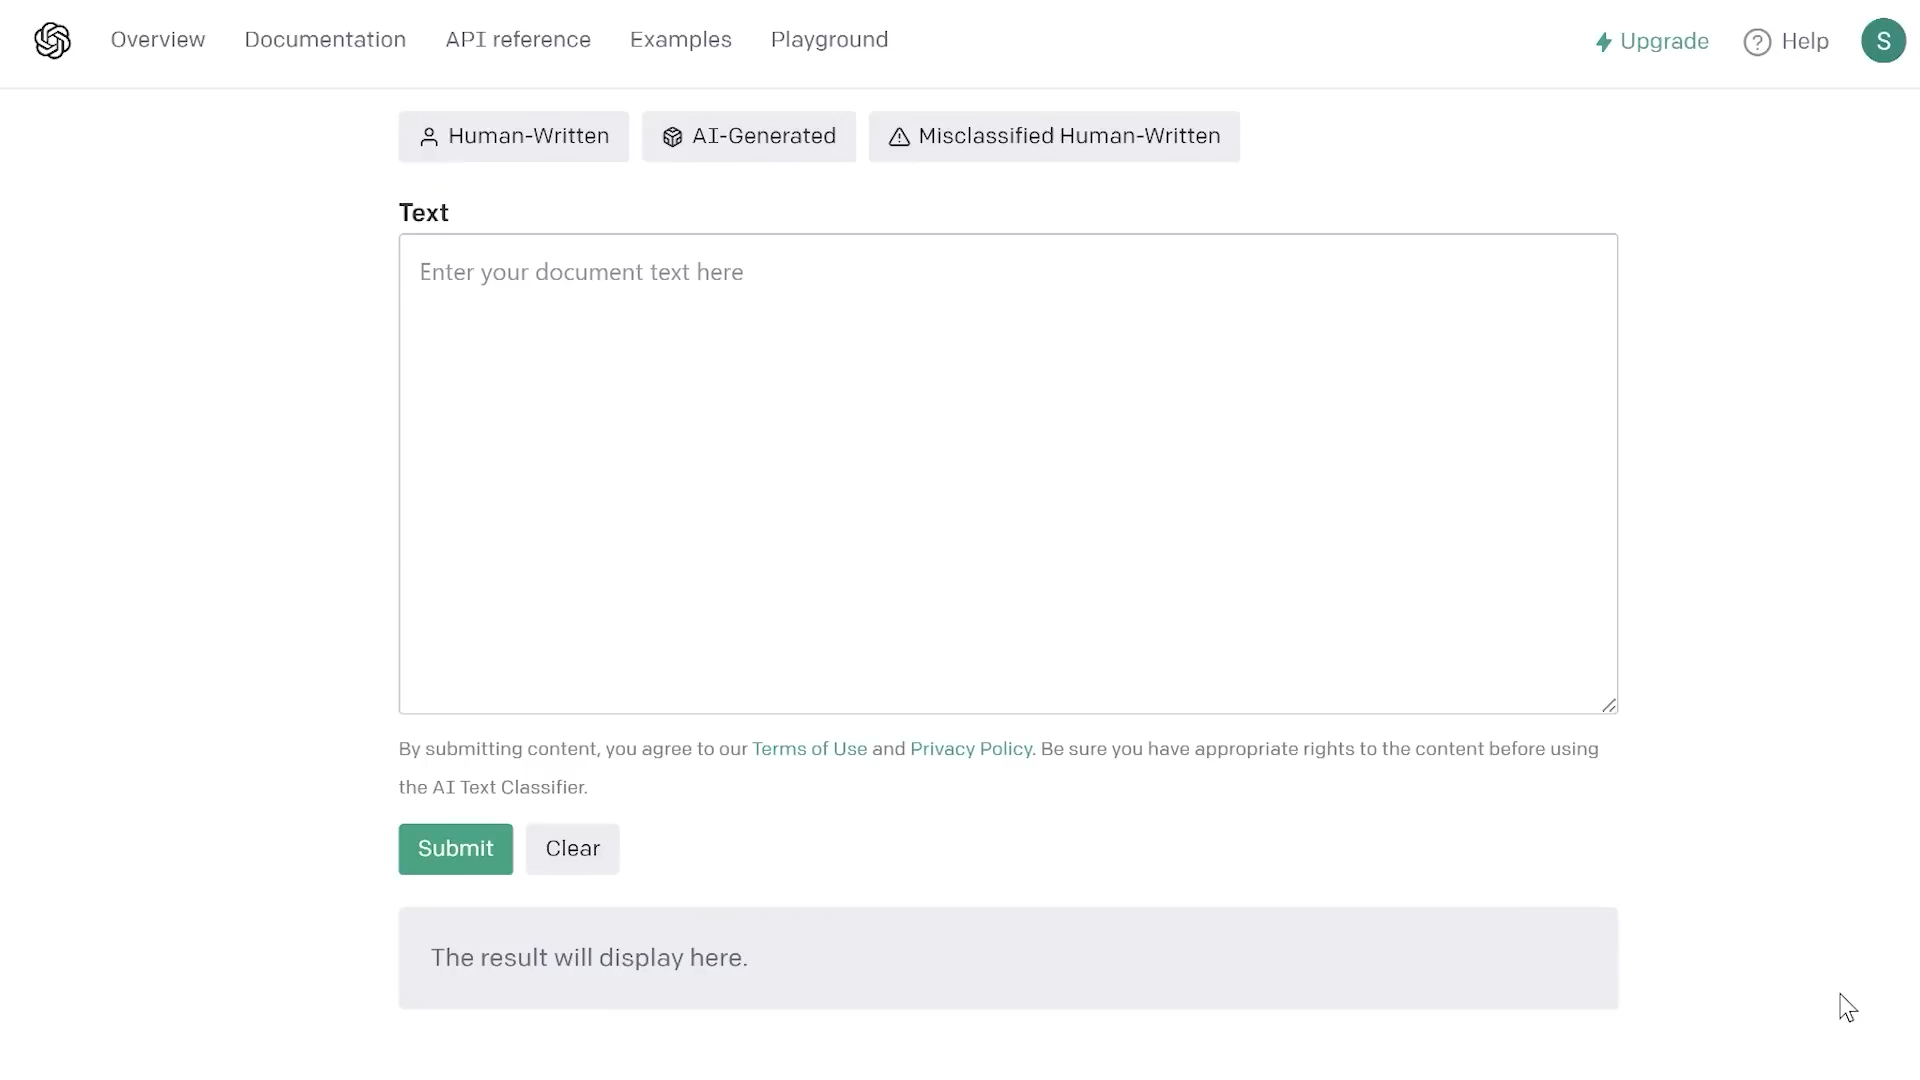 Overview Documentation API reference Examples Playground Upgrade Help S
Human-Written AI-Generated Misclassified Human-Written
Text
Enter your document text here
By submitting content, you agree to our Terms of Use and Privacy Policy. Be sure you have appropriate rights to the content before using
the AI Text Classifier.
Submit Clear
The result will display here.